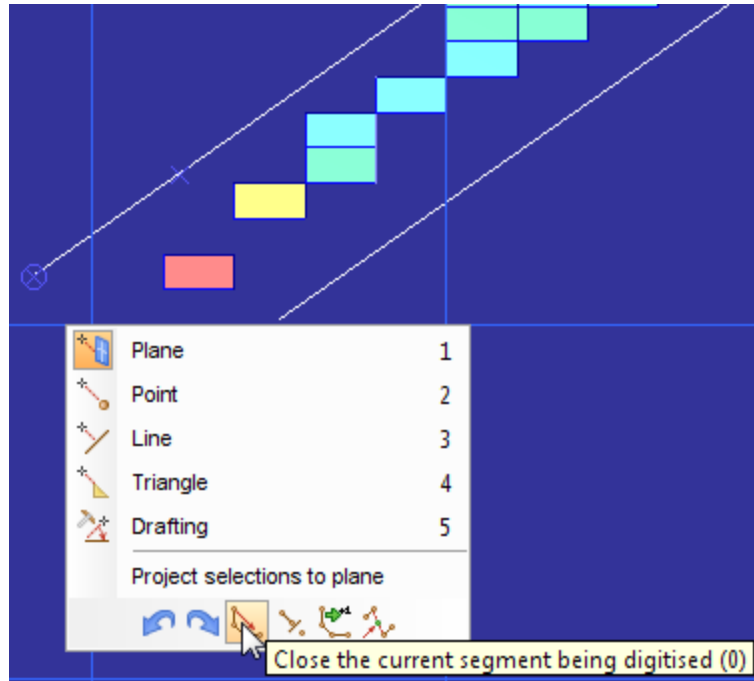 Plane 1
Point 2
Line 3
Triangle 4
Drafting 5
Project selections to plane
+1
Close the current segment being digitised (0)